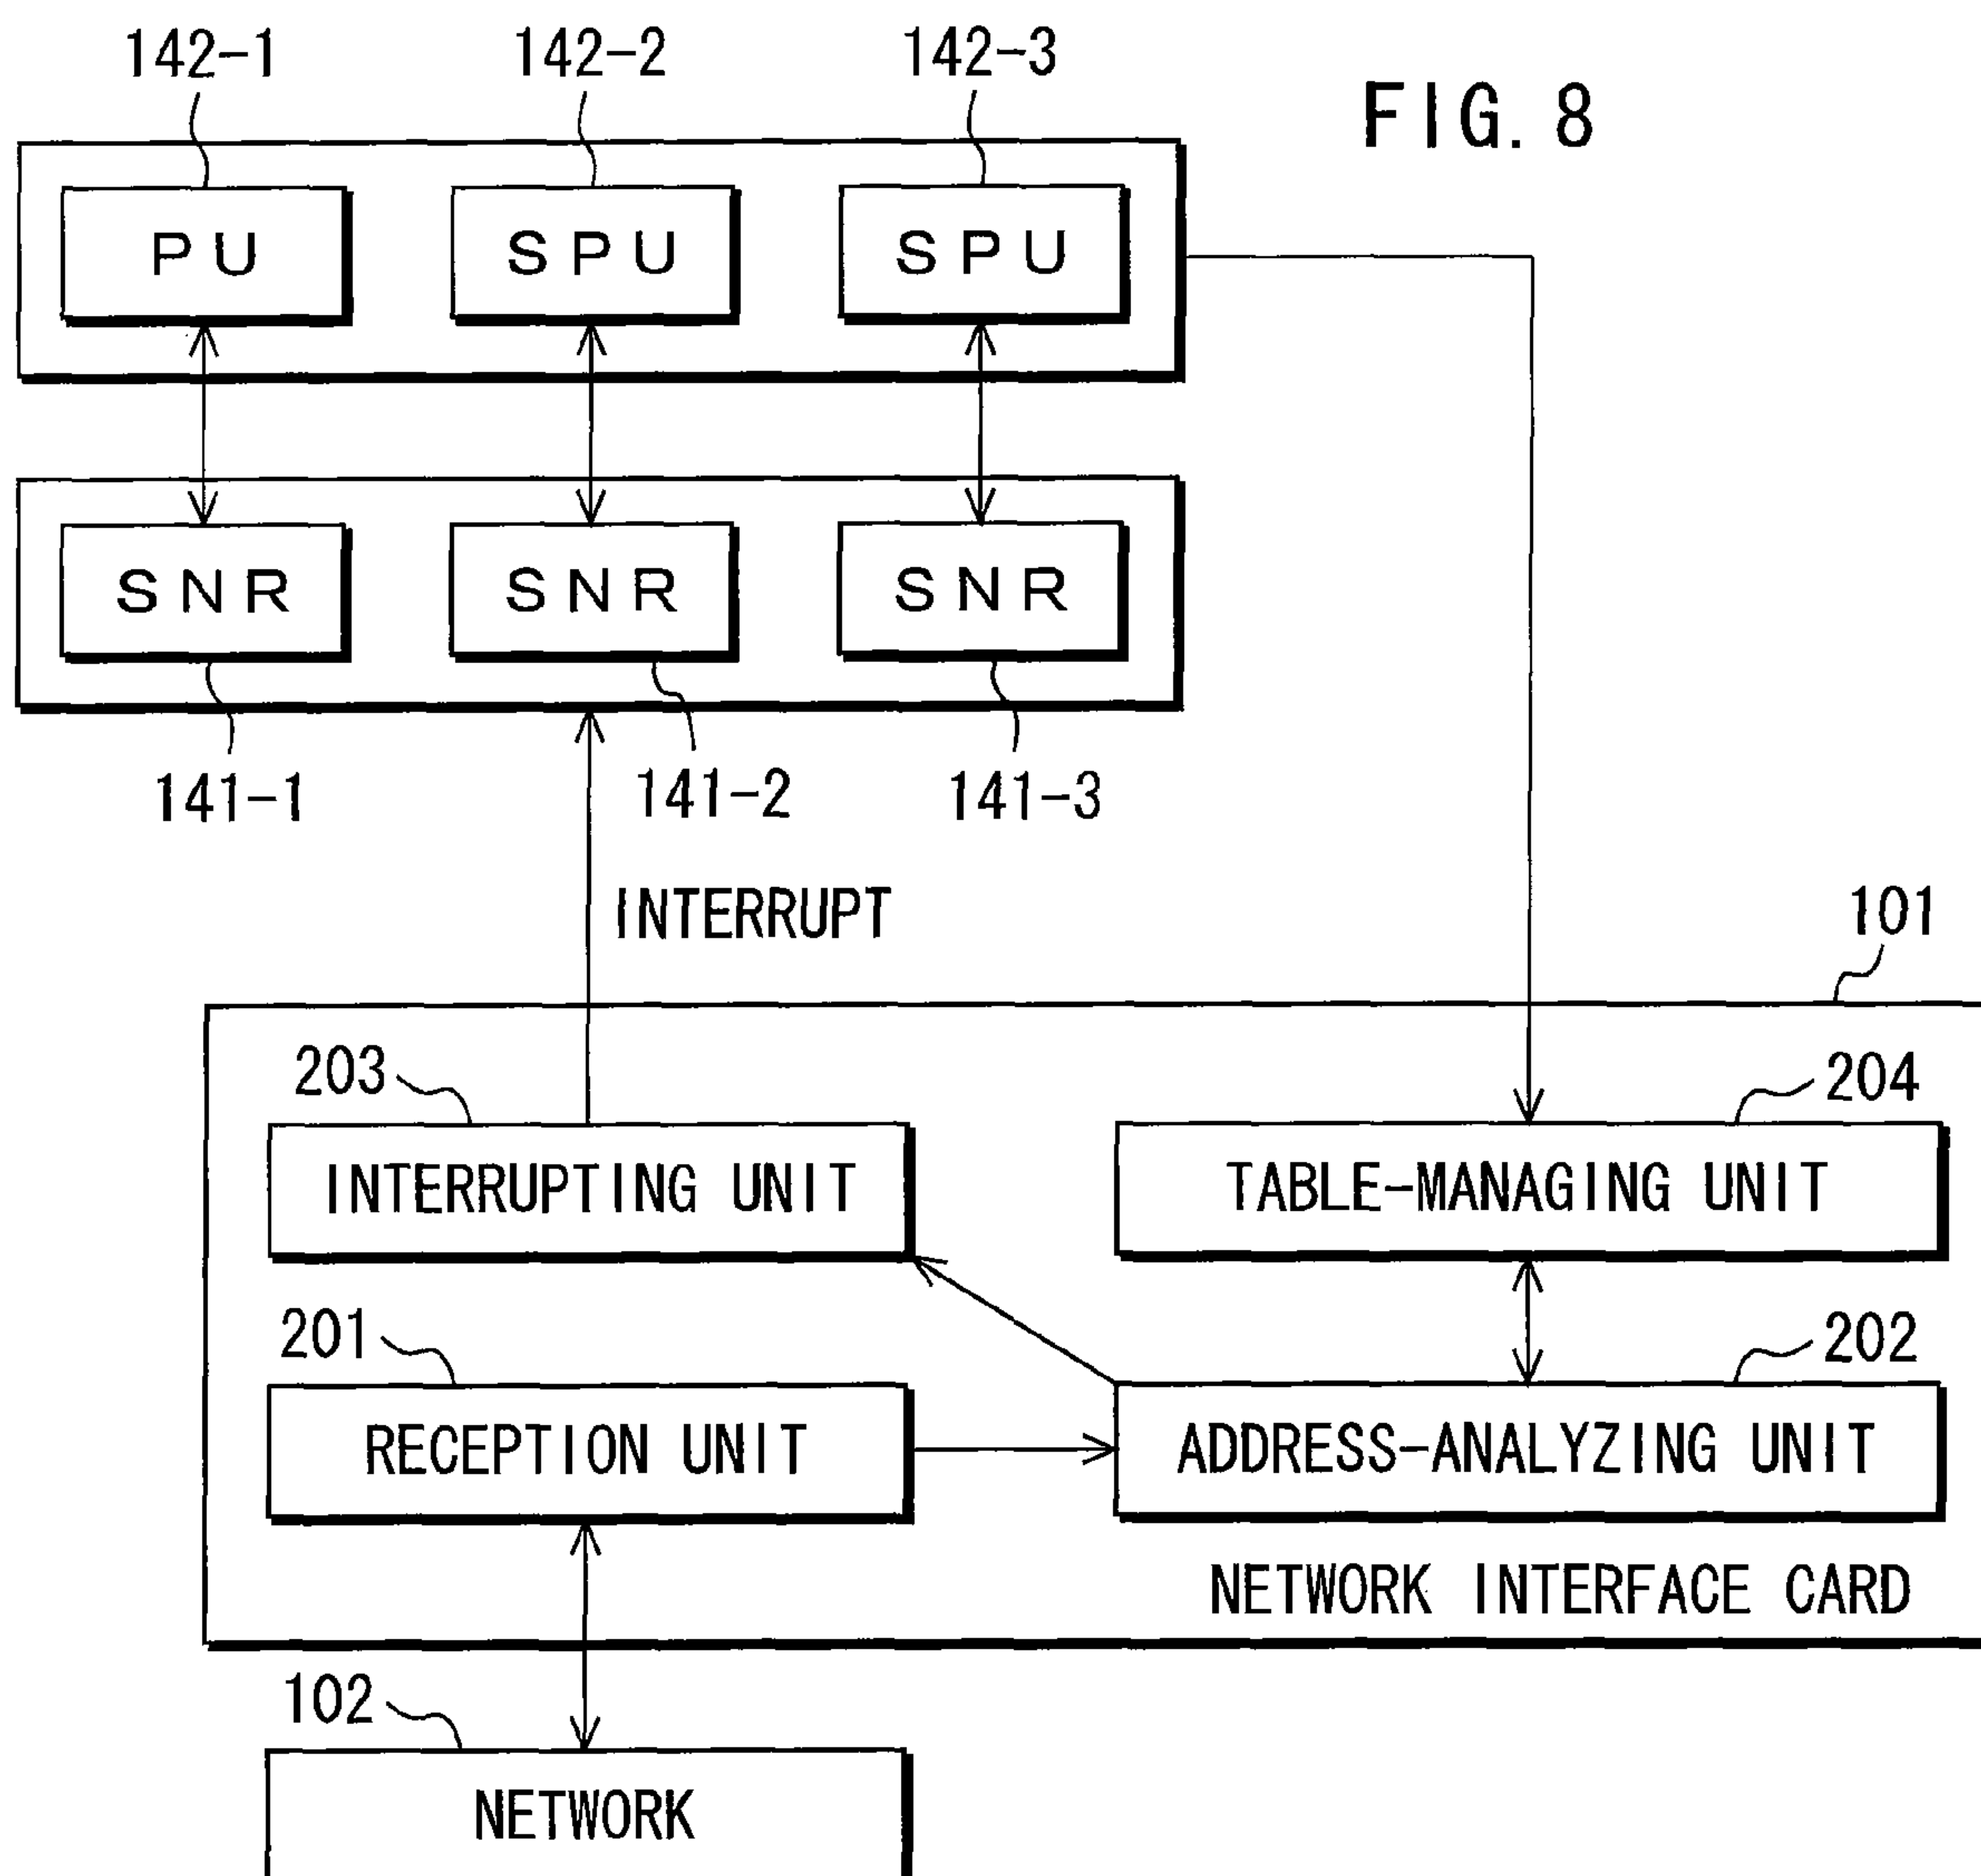 142-1 142-2 142-3
FIG. 8
PU SPU SPU
SNR SNR SNR
141-1 141-2 141-3
INTERRUPT
101
203 204
INTERRUPTING UNIT TABLE-MANAGING UNIT
201 202
RECEPTION UNIT ADDRESS-ANALYZING UNIT
NETWORK INTERFACE CARD
102
NETWORK